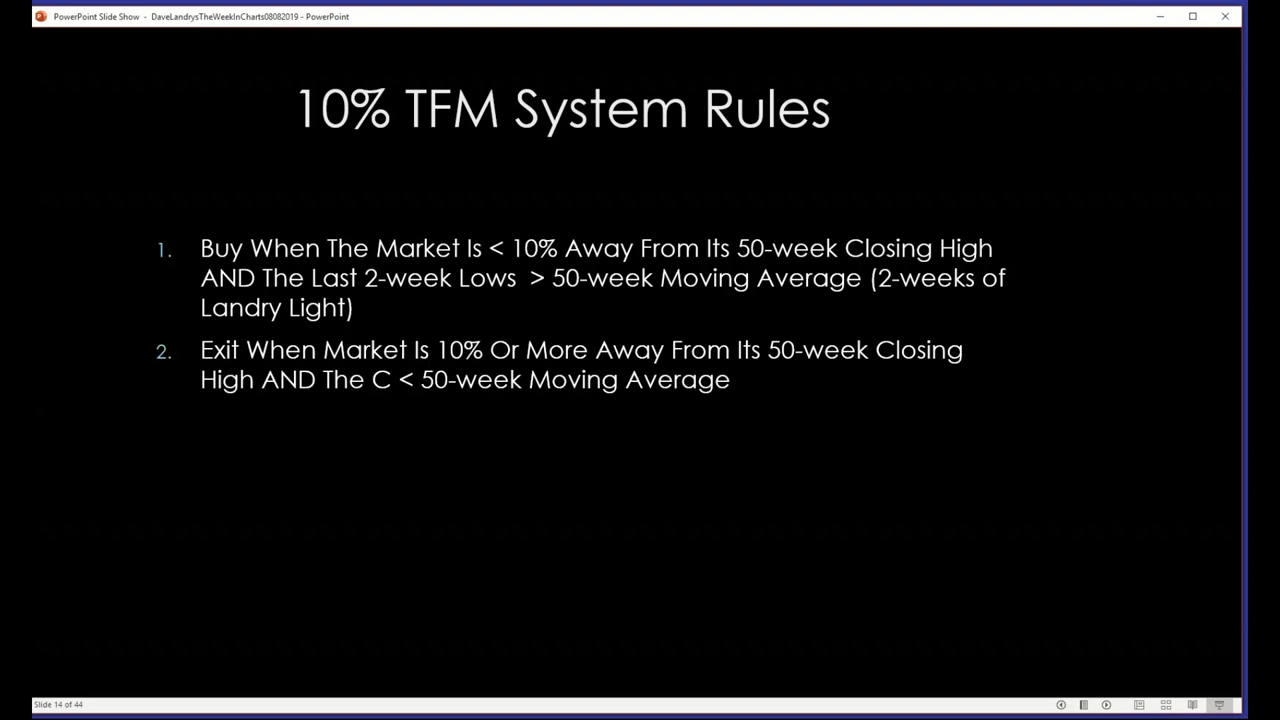 PowerPoint Slide Show - DaveLandrysTheWeekInCharts08082019 - PowerPoint
10% TFM System Rules
1. Buy When The Market Is < 10% Away From Its 50-week Closing High
AND The Last 2-week Lows > 50-week Moving Average (2-weeks of
Landry Light)
2. Exit When Market Is 10% Or More Away From Its 50-week Closing
High AND The C < 50-week Moving Average
Slide 14 of 44